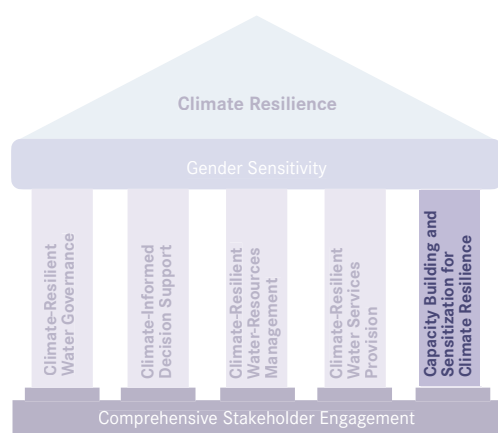 Climate Resilience
Gender Sensitivity
Climate-Resilient
Water Governance
Climate-Informed
Decision Support
Climate-Resilient
Water-Resources
Management
Climate-Resilient
Water Services
Provision
Capacity Building and
Sensitization for
Climate Resilience
Comprehensive Stakeholder Engagement